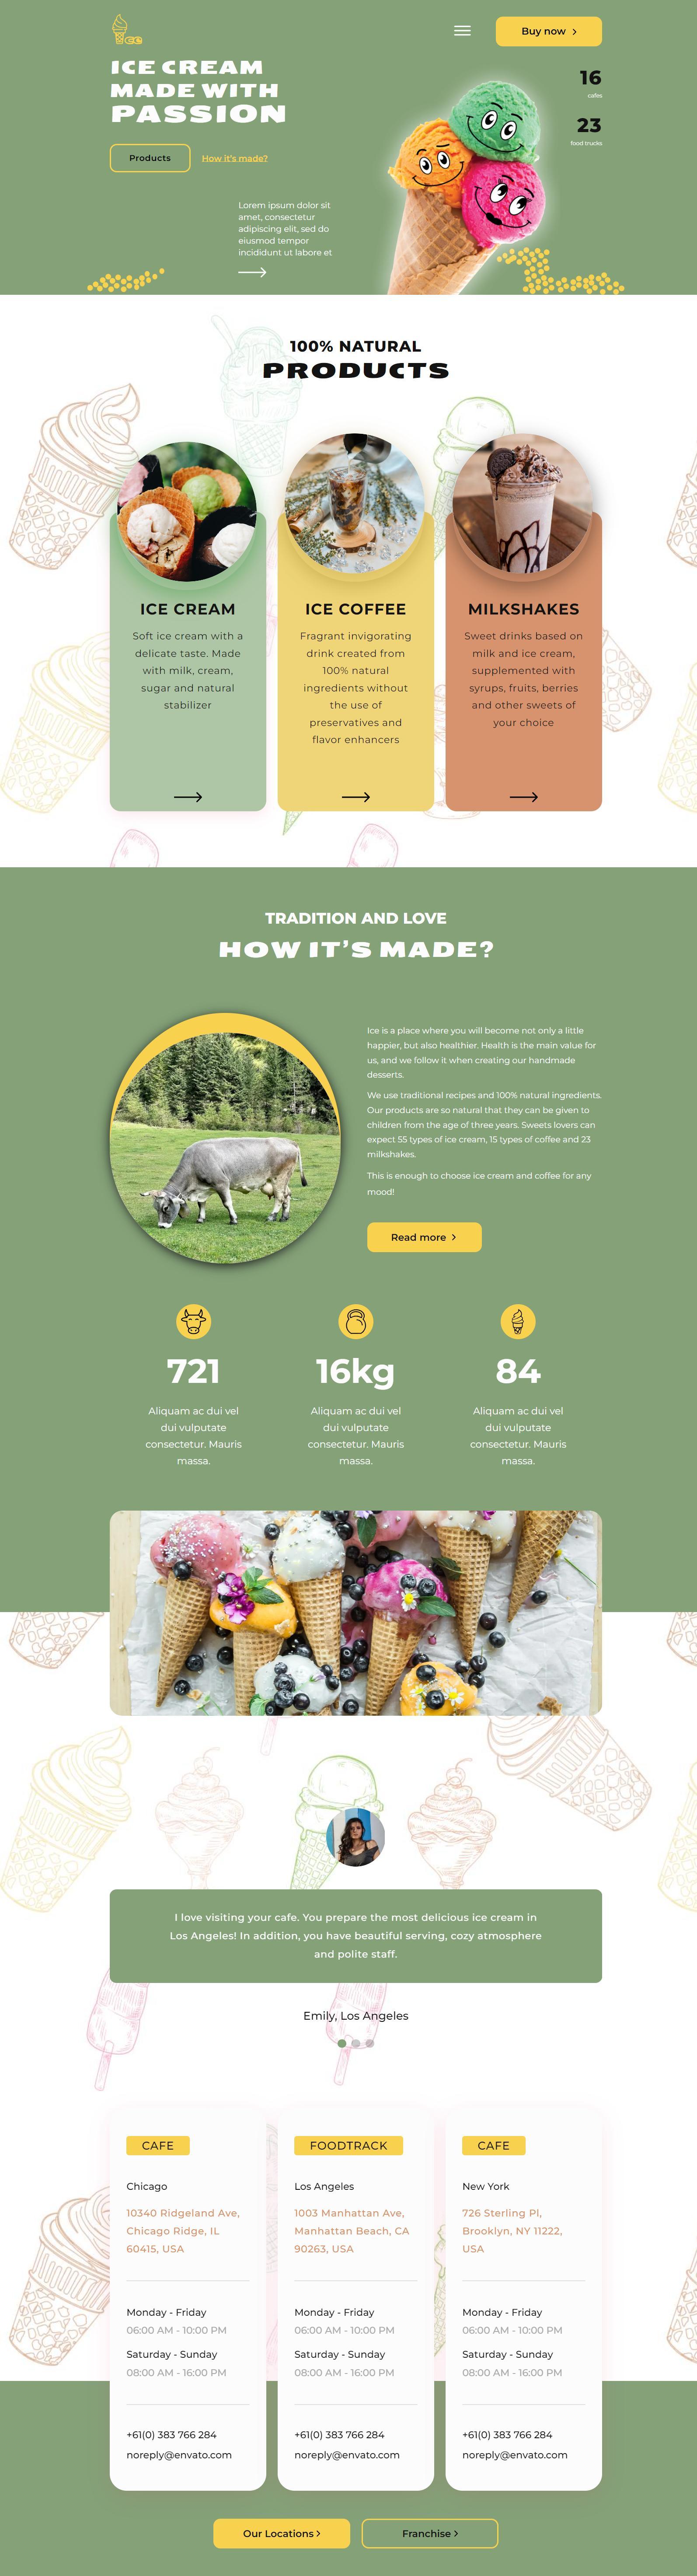 ice
Buy now
ICE CREAM
MADE WITH
PASSION
16
cafes
23
food trucks
Products
How it's made?
Lorem ipsum dolor sit
amet, consectetur
adipiscing elit, sed do
eiusmod tempor
incididunt ut labore et
100% NATURAL
PRODUCTS
ICE CREAM
Soft ice cream with a
delicate taste. Made
with milk, cream,
sugar and natural
stabilizer
ICE COFFEE
Fragrant invigorating
drink created from
100% natural
ingredients without
the use of
preservatives and
flavor enhancers
MILKSHAKES
Sweet drinks based on
milk and ice cream,
supplemented with
syrups, fruits, berries
and other sweets of
your choice
TRADITION AND LOVE
HOW IT'S MADE?
Ice is a place where you will become not only a little
happier, but also healthier. Health is the main value for
us, and we follow it when creating our handmade
desserts.
We use traditional recipes and 100% natural ingredients.
Our products are so natural that they can be given to
children from the age of three years. Sweets lovers can
expect 55 types of ice cream, 15 types of coffee and 23
milkshakes.
This is enough to choose ice cream and coffee for any
mood!
Read more
721
Aliquam ac dui vel
dui vulputate
consectetur. Mauris
massa.
16kg
Aliquam ac dui vel
dui vulputate
consectetur. Mauris
massa.
84
Aliquam ac dui vel
dui vulputate
consectetur. Mauris
massa.
I love visiting your cafe. You prepare the most delicious ice cream in
Los Angeles! In addition, you have beautiful serving, cozy atmosphere
and polite staff.
Emily, Los Angeles
CAFE
Chicago
10340 Ridgeland Ave,
Chicago Ridge, IL
60415, USA
Monday - Friday
06:00 AM - 10:00 PM
Saturday - Sunday
08:00 AM - 16:00 PM
+61(0) 383 766 284
noreply@envato.com
FOODTRACK
Los Angeles
1003 Manhattan Ave,
Manhattan Beach, CA
90263, USA
Monday - Friday
06:00 AM - 10:00 PM
Saturday - Sunday
08:00 AM - 16:00 PM
+61(0) 383 766 284
noreply@envato.com
CAFE
New York
726 Sterling Pl,
Brooklyn, NY 11222,
USA
Monday - Friday
06:00 AM - 10:00 PM
Saturday - Sunday
08:00 AM - 16:00 PM
+61(0) 383 766 284
noreply@envato.com
Our Locations
Franchise